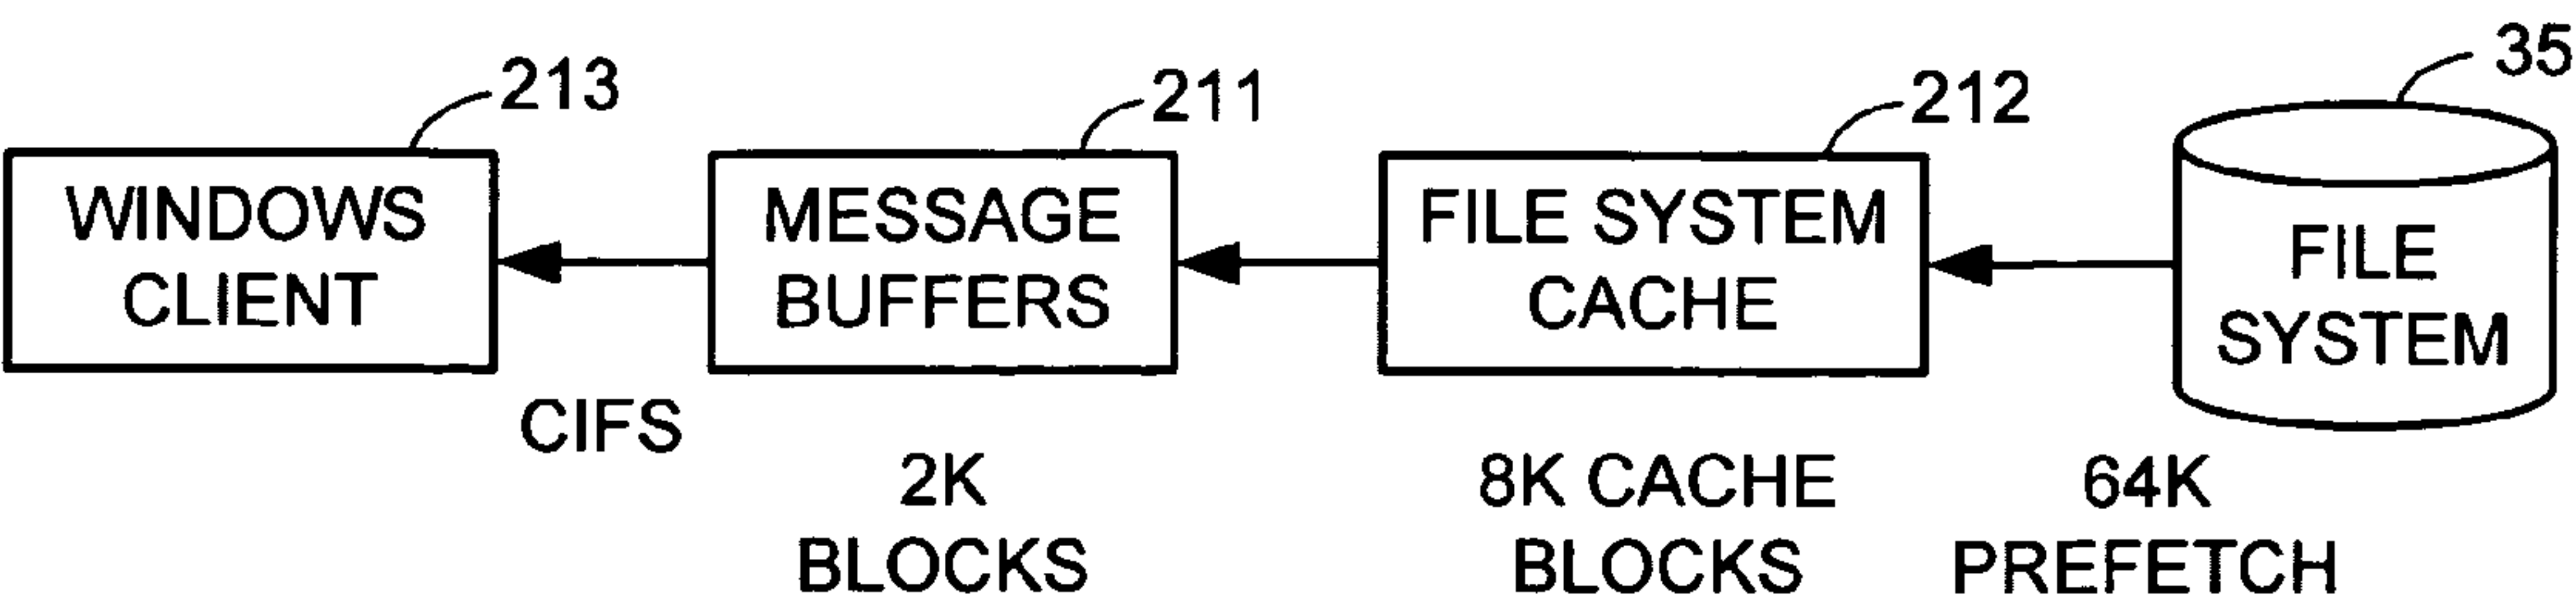 213
211
212
35
WINDOWS
CLIENT
MESSAGE
BUFFERS
FILE SYSTEM
CACHE
FILE
SYSTEM
CIFS
2K
BLOCKS
8K CACHE
BLOCKS
64K
PREFETCH